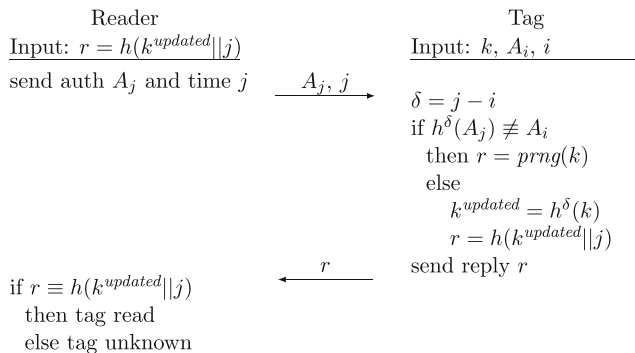 Reader
Input: r = h(k^updated||j)
send auth A_j and time j
A_j, j
Tag
Input: k, A_i, i
δ = j − i
if h^δ(A_j) ≢ A_i
then r = prng(k)
else
k^updated = h^δ(k)
r = h(k^updated||j)
send reply r
r
if r ≡ h(k^updated||j)
then tag read
else tag unknown